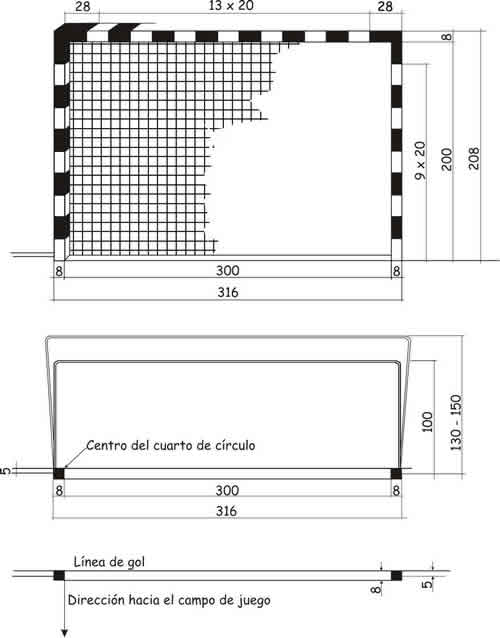 28 13 x 20 28
8
9 x 20
200
208
8 300 8
316
Centro del cuarto de círculo
100
130 - 150
5
8 300 8
316
Línea de gol
8
5
Dirección hacia el campo de juego